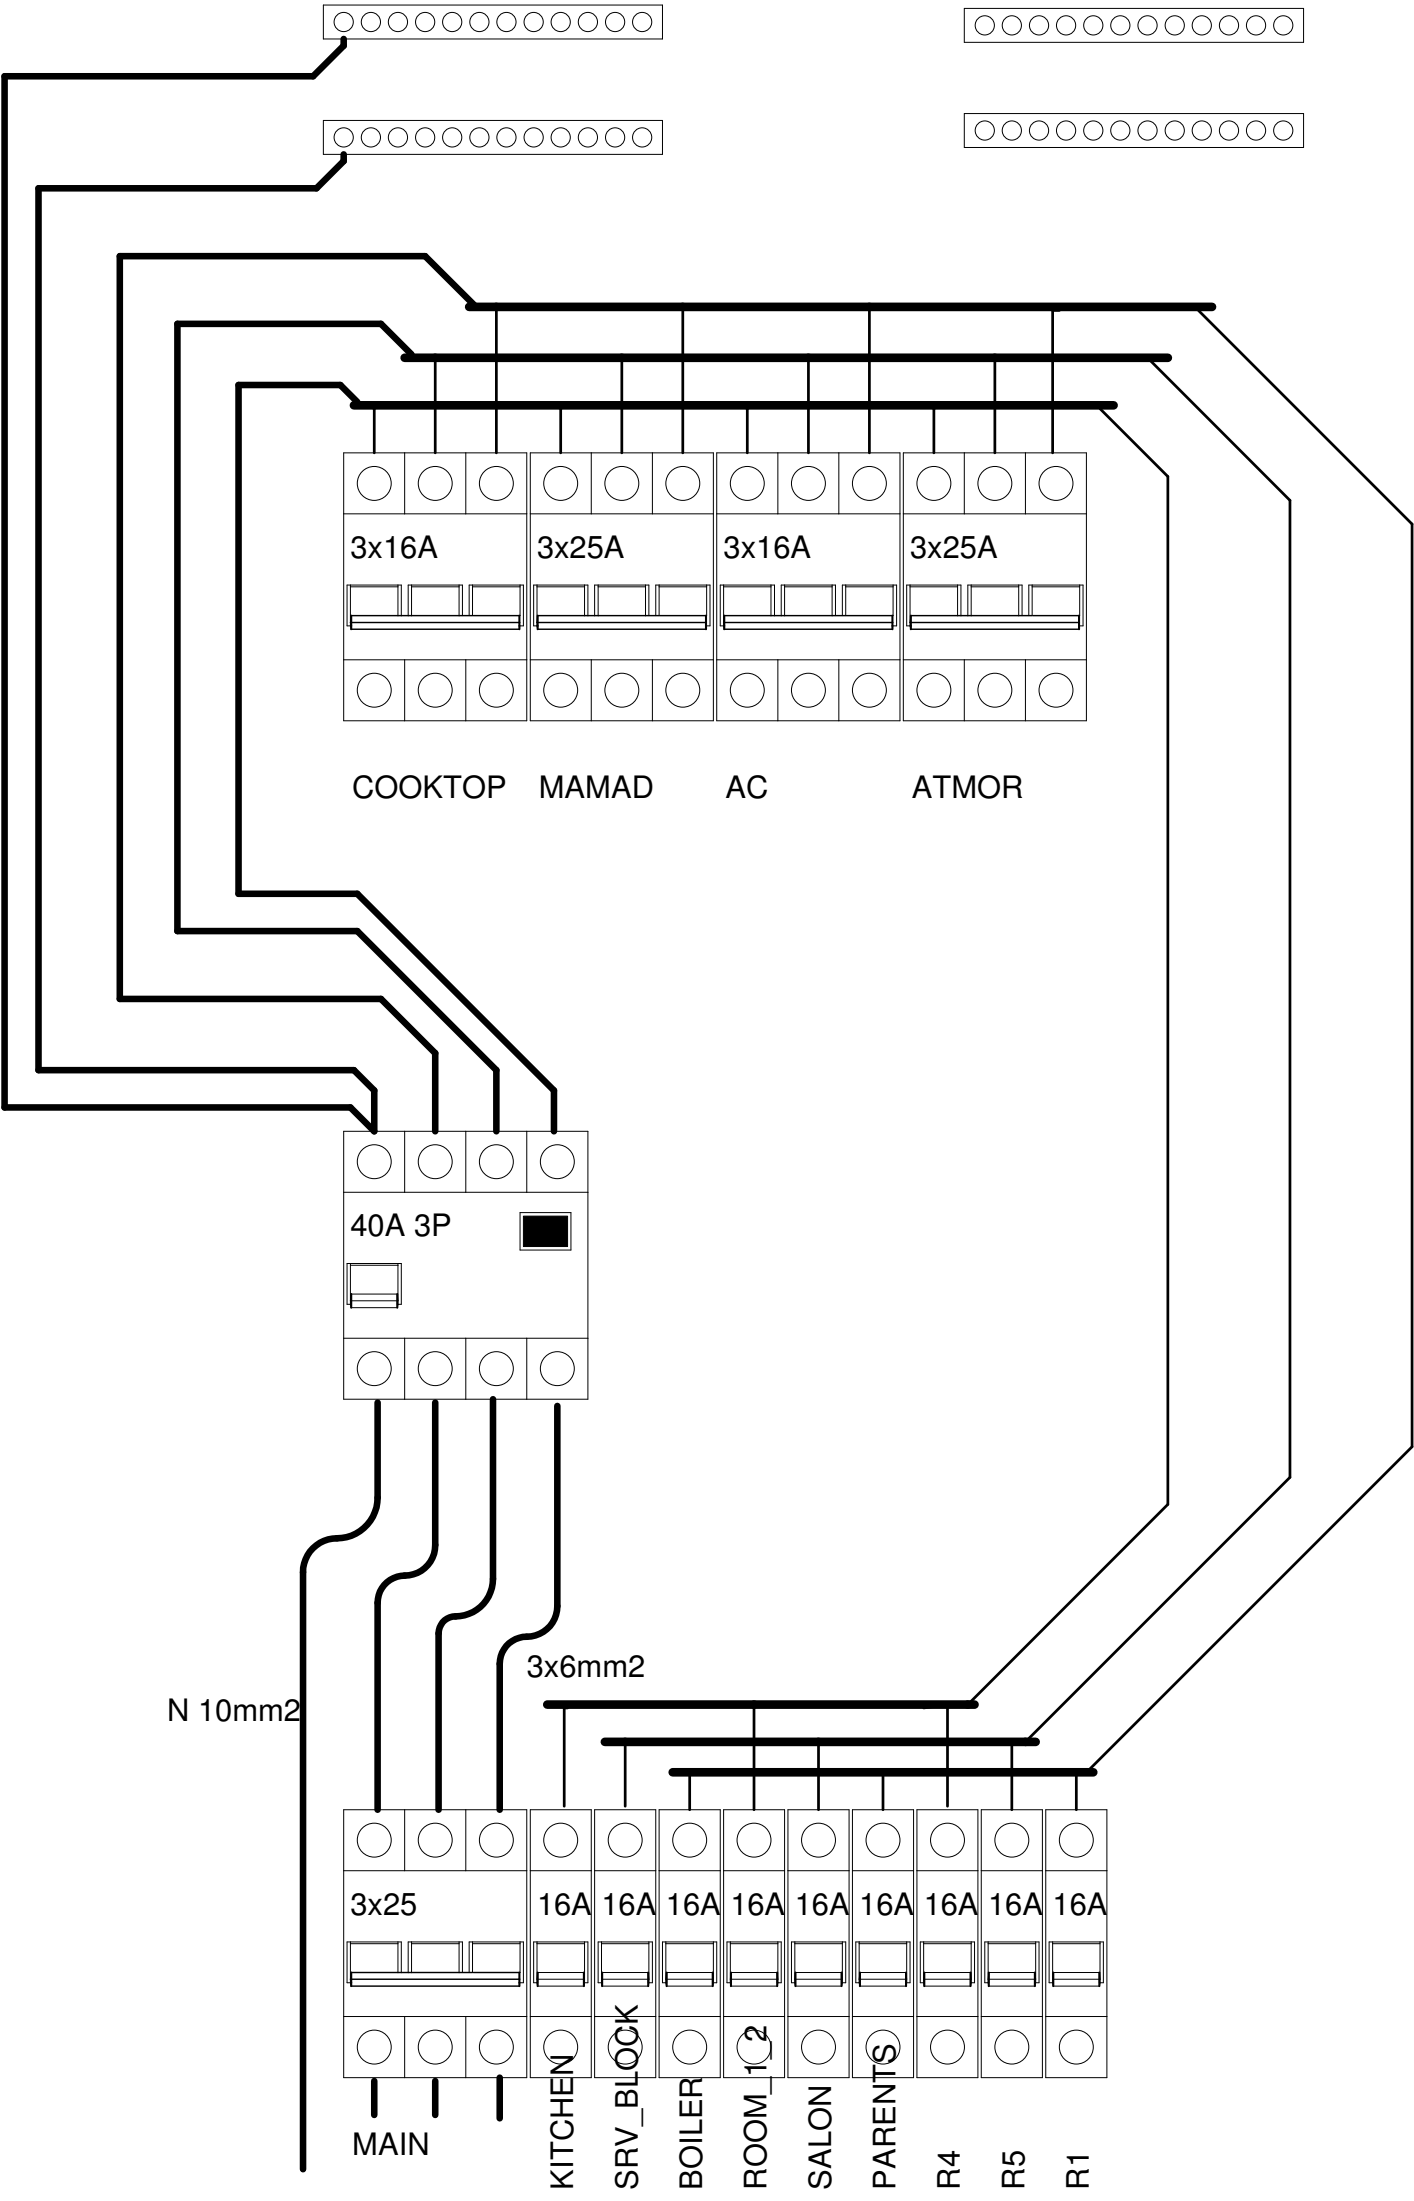 3x16A
3x25A
3x16A
3x25A
COOKTOP
MAMAD
AC
ATMOR
40A 3P
3x6mm2
N 10mm2
3x25
16A
16A
16A
16A
16A
16A
16A
16A
16A
MAIN
KITCHEN
SRV_BLOCK
BOILER
ROOM_1_2
SALON
PARENTS
R4
R5
R1